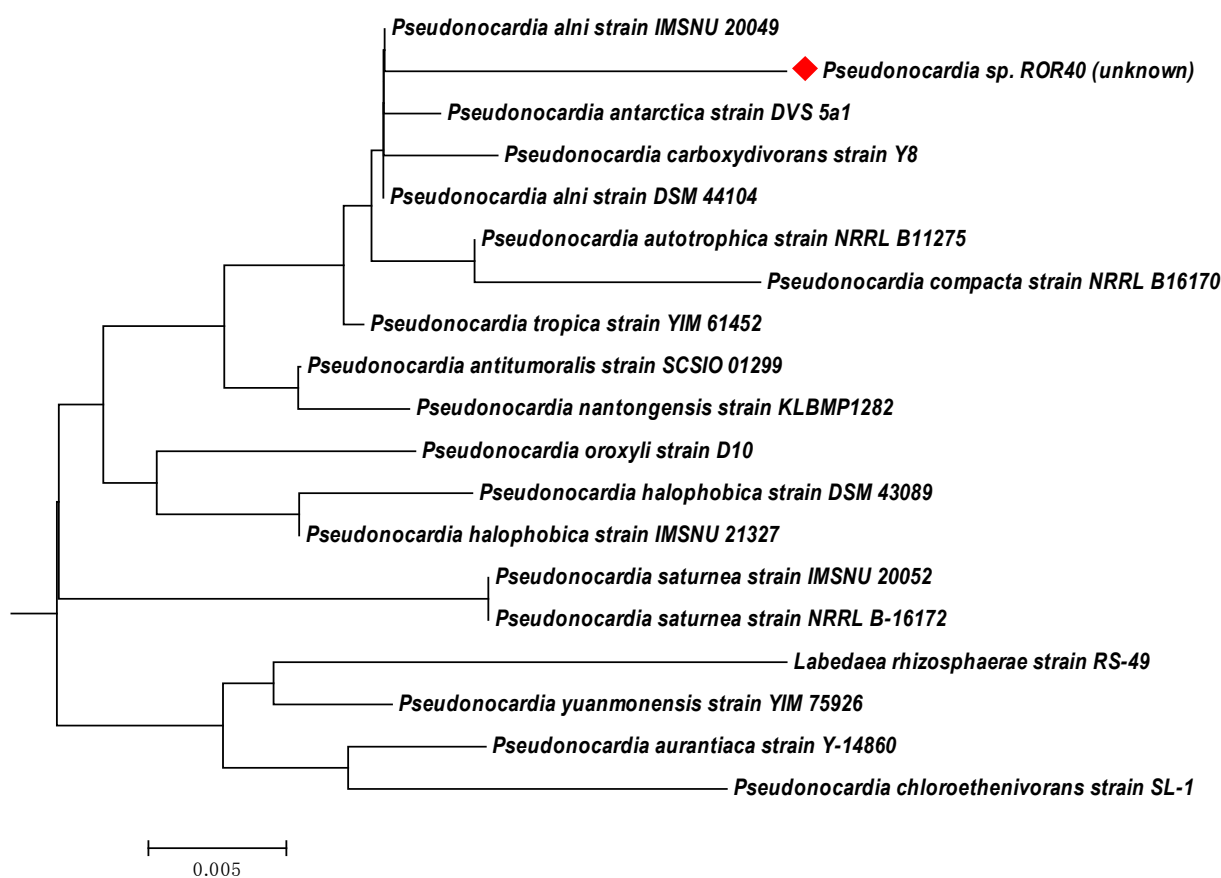 Pseudonocardia alni strain IMSNU 20049
Pseudonocardia sp. ROR40 (unknown)
Pseudonocardia antarctica strain DVS 5a1
Pseudonocardia carboxydivorans strain Y8
Pseudonocardia alni strain DSM 44104
Pseudonocardia autotrophica strain NRRL B11275
Pseudonocardia compacta strain NRRL B16170
Pseudonocardia tropica strain YIM 61452
Pseudonocardia antitumoralis strain SCSIO 01299
Pseudonocardia nantongensis strain KLBMP1282
Pseudonocardia oroxyli strain D10
Pseudonocardia halophobica strain DSM 43089
Pseudonocardia halophobica strain IMSNU 21327
Pseudonocardia saturnea strain IMSNU 20052
Pseudonocardia saturnea strain NRRL B-16172
Labedaea rhizosphaerae strain RS-49
Pseudonocardia yuanmonensis strain YIM 75926
Pseudonocardia aurantiaca strain Y-14860
Pseudonocardia chloroethenivorans strain SL-1
0.005